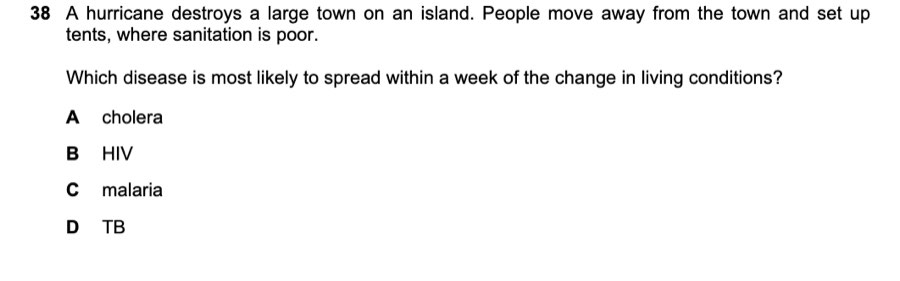 38 A hurricane destroys a large town on an island. People move away from the town and set up
tents, where sanitation is poor.
Which disease is most likely to spread within a week of the change in living conditions?
A cholera
B HIV
C malaria
D TB